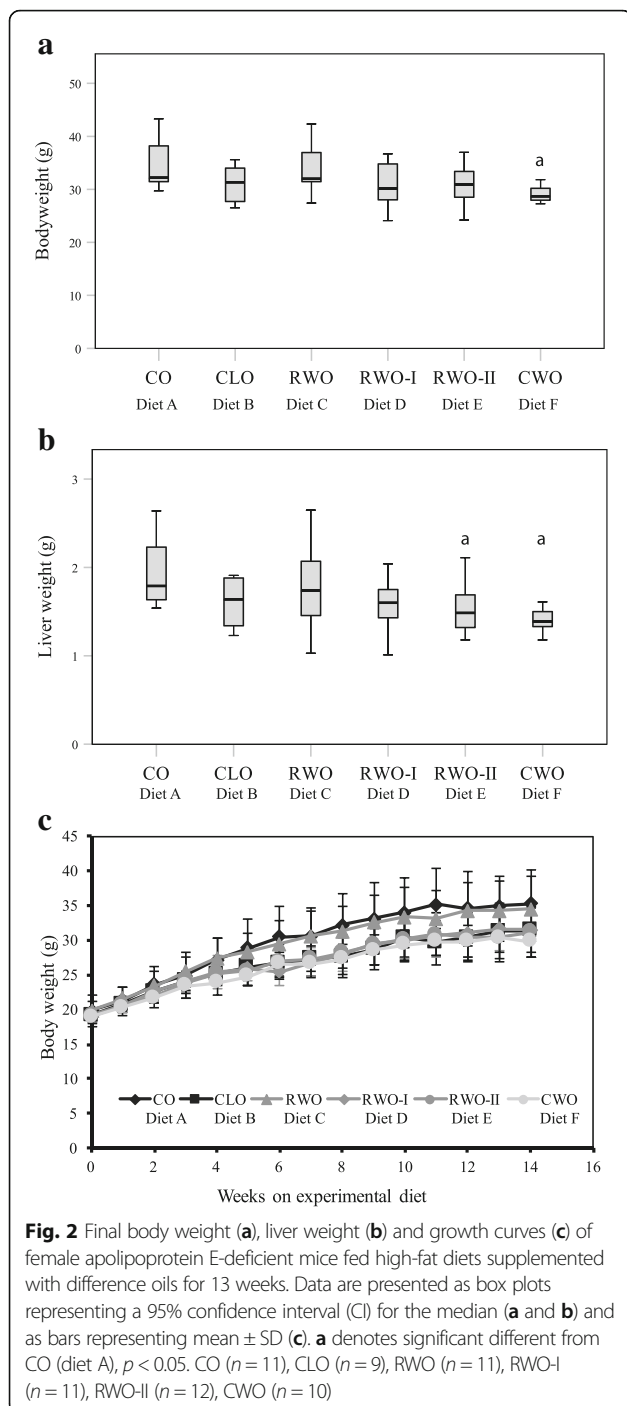 a
Bodyweight (g)
50
40
30
20
10
0
a
CO CLO RWO RWO-I RWO-II CWO
Diet A Diet B Diet C Diet D Diet E Diet F
b
Liver weight (g)
3
2
1
0
a a
CO CLO RWO RWO-I RWO-II CWO
Diet A Diet B Diet C Diet D Diet E Diet F
c
Body weight (g)
45
40
35
30
25
20
15
10
5
0
CO CLO RWO RWO-I RWO-II CWO
Diet A Diet B Diet C Diet D Diet E Diet F
0 2 4 6 8 10 12 14 16
Weeks on experimental diet
Fig. 2 Final body weight (a), liver weight (b) and growth curves (c) of
female apolipoprotein E-deficient mice fed high-fat diets supplemented
with difference oils for 13 weeks. Data are presented as box plots
representing a 95% confidence interval (CI) for the median (a and b) and
as bars representing mean ± SD (c). a denotes significant different from
CO (diet A), p < 0.05. CO (n = 11), CLO (n = 9), RWO (n = 11), RWO-I
(n = 11), RWO-II (n = 12), CWO (n = 10)